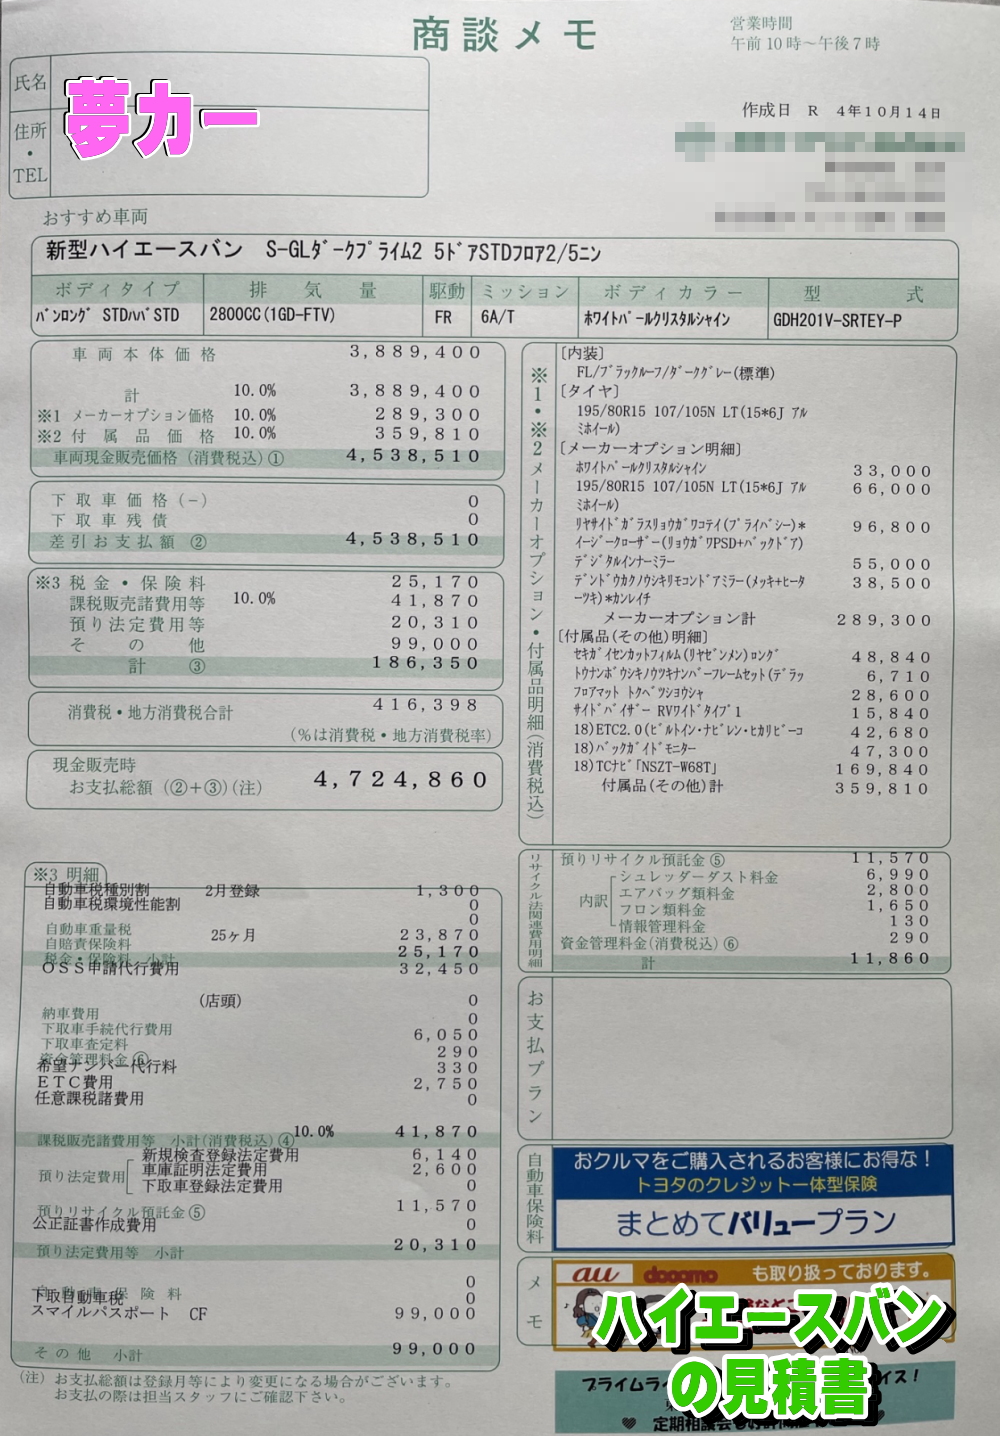 商談メモ
営業時間
午前10時～午後7時
氏名
夢カー
住所
・
TEL
作成日 R 4年10月14日
おすすめ車両
新型ハイエースバン S-GLﾀﾞｰｸﾌﾟﾗｲﾑ2 5ﾄﾞｱSTDﾌﾛｱ2/5ﾆﾝ
ボディタイプ 排気量 駆動 ミッション ボディカラー 型式
ﾊﾞﾝﾛﾝｸﾞ STDﾊﾊﾞSTD 2800CC(1GD-FTV) FR 6A/T ﾎﾜｲﾄﾊﾟｰﾙｸﾘｽﾀﾙｼｬｲﾝ GDH201V-SRTEY-P
車両本体価格 3,889,400
計 10.0% 3,889,400
※1 メーカーオプション価格 10.0% 289,300
※2 付属品価格 10.0% 359,810
車両現金販売価格(消費税込)① 4,538,510
下取車価格(−) 0
下取車残債 0
差引お支払額 ② 4,538,510
※3 税金・保険料 25,170
課税販売諸費用等 10.0% 41,870
預り法定費用等 20,310
その他 99,000
計 ③ 186,350
消費税・地方消費税合計 416,398
(%は消費税・地方消費税率)
現金販売時
お支払総額(②+③)(注) 4,724,860
※1・※2メーカーオプション・付属品明細(消費税込)
[内装]
FL/ﾌﾞﾗｯｸﾙｰﾌ/ﾀﾞｰｸｸﾞﾚｰ(標準)
[タイヤ]
195/80R15 107/105N LT(15*6J ｱﾙ
ﾐﾎｲｰﾙ)
[メーカーオプション明細]
ﾎﾜｲﾄﾊﾟｰﾙｸﾘｽﾀﾙｼｬｲﾝ 33,000
195/80R15 107/105N LT(15*6J ｱﾙ 66,000
ﾐﾎｲｰﾙ)
ﾘﾔｻｲﾄﾞｶﾞﾗｽﾘｮｳｶﾞﾜｺﾃｲ(ﾌﾟﾗｲﾊﾞｼｰ)* 96,800
ｲｰｼﾞｰｸﾛｰｻﾞｰ(ﾘｮｳｶﾞﾜPSD+ﾊﾞｯｸﾄﾞｱ)
ﾃﾞｼﾞﾀﾙｲﾝﾅｰﾐﾗｰ 55,000
ﾃﾞﾝﾄﾞｳｶｸﾉｳｼｷﾘﾓｺﾝﾄﾞｱﾐﾗｰ(ﾒｯｷ+ﾋｰﾀ 38,500
ｰﾂｷ)*ｶﾝﾚｲﾁ
メーカーオプション計 289,300
[付属品(その他)明細]
ｾｷｶﾞｲｾﾝｶｯﾄﾌｨﾙﾑ(ﾘﾔｾﾞﾝﾒﾝ)ﾛﾝｸﾞ 48,840
ﾄｳﾅﾝﾎﾞｳｼｷﾉｳﾂｷﾅﾝﾊﾞｰﾌﾚｰﾑｾｯﾄ(ﾃﾞﾗｯ 6,710
ﾌﾛｱﾏｯﾄ ﾄｸﾍﾞﾂｼﾖｳｼｬ 28,600
ｻｲﾄﾞﾊﾞｲｻﾞｰ RVﾜｲﾄﾞﾀｲﾌﾟ1 15,840
18)ETC2.0(ﾋﾞﾙﾄｲﾝ･ﾅﾋﾞﾚﾝ･ﾋｶﾘﾋﾞｰｺ 42,680
18)ﾊﾞｯｸｶﾞｲﾄﾞﾓﾆﾀｰ 47,300
18)TCﾅﾋﾞ｢NSZT-W68T｣ 169,840
付属品(その他)計 359,810
リサイクル法関連費用明細
預りリサイクル預託金⑤ 11,570
内訳
シュレッダーダスト料金 6,990
エアバッグ類料金 2,800
フロン類料金 1,650
情報管理料金 130
資金管理料金(消費税込)⑥ 290
計 11,860
※3 明細
自動車税種別割 2月登録 1,300
自動車税環境性能割 0
0
自動車重量税
自賠責保険料 25ヶ月 23,870
税金・保険料 小計 25,170
OSS申請代行費用 32,450
(店頭) 0
納車費用 0
下取車手続代行費用 6,050
下取車査定料
資金管理料金⑥ 290
希望ナンバー代行料 330
ETC費用 2,750
任意課税諸費用 0
課税販売諸費用等 小計(消費税込)④ 10.0% 41,870
預り法定費用
新規検査登録法定費用 6,140
車庫証明法定費用 2,600
下取車登録法定費用 0
預りリサイクル預託金⑤ 11,570
公正証書作成費用 0
預り法定費用等 小計 20,310
自動車保険料 0
下取自動車税 0
スマイルパスポート CF 99,000
その他 小計 99,000
(注) お支払総額は登録月等により変更になる場合がございます。
お支払の際は担当スタッフにご確認下さい。
お支払プラン
自動車保険料
おクルマをご購入されるお客様にお得な!
トヨタのクレジット一体型保険
まとめてバリュープラン
メモ
au docomo も取り扱っております。
ハイエースバン
の見積書
プライムラ
イス!
定期相談会も